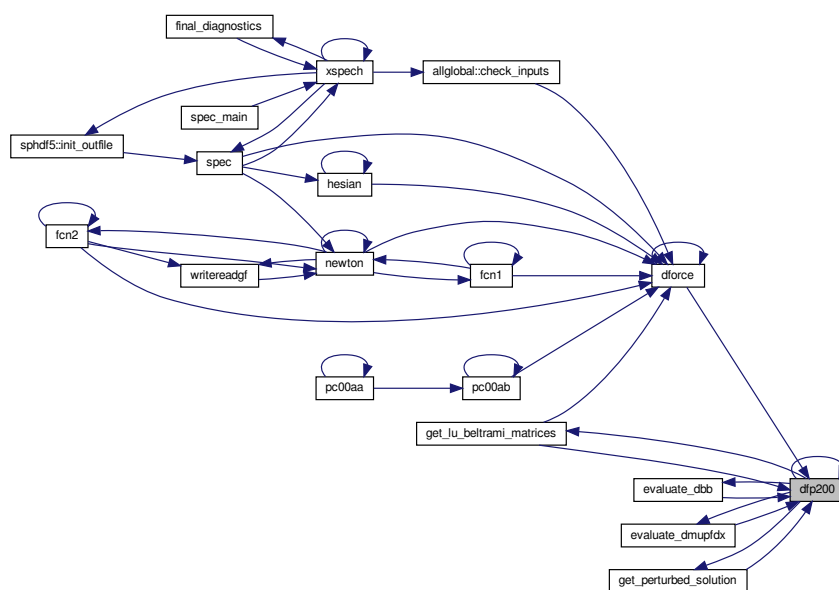 final_diagnostics
xspech
allglobal::check_inputs
spec_main
sphdf5::init_outfile
spec
hesian
fcn2
newton
writereadgf
fcn1
dforce
pc00aa
pc00ab
get_lu_beltrami_matrices
evaluate_dbb
dfp200
evaluate_dmupfdx
get_perturbed_solution